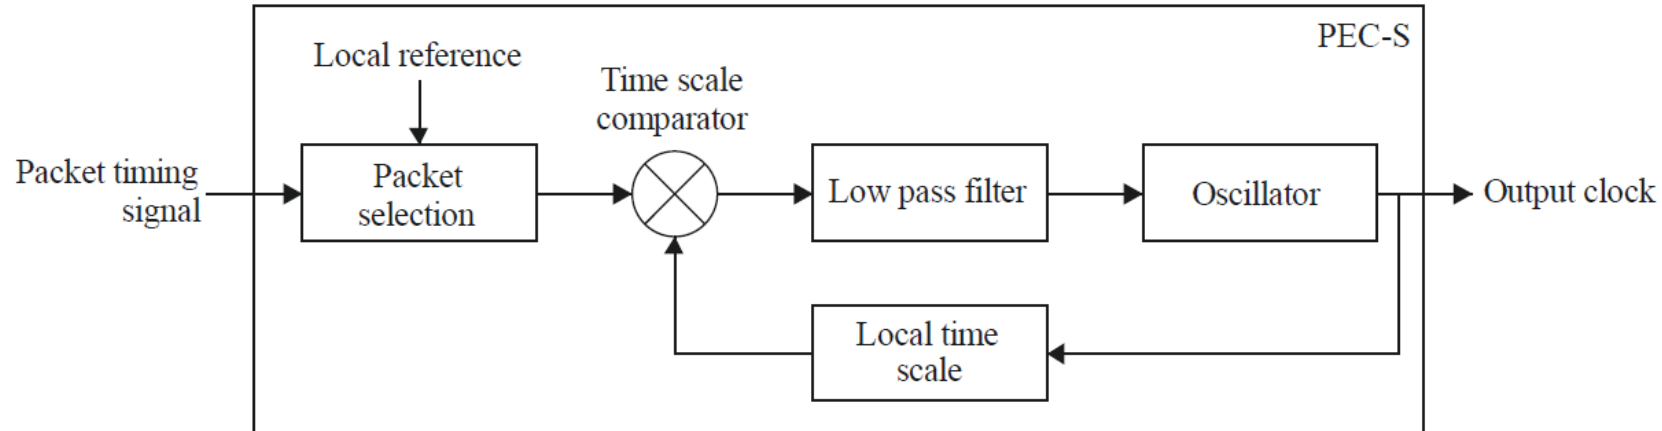 PEC-S
Local reference
Time scale
comparator
Packet timing
signal
Packet
selection
Low pass filter
Oscillator
Output clock
Local time
scale